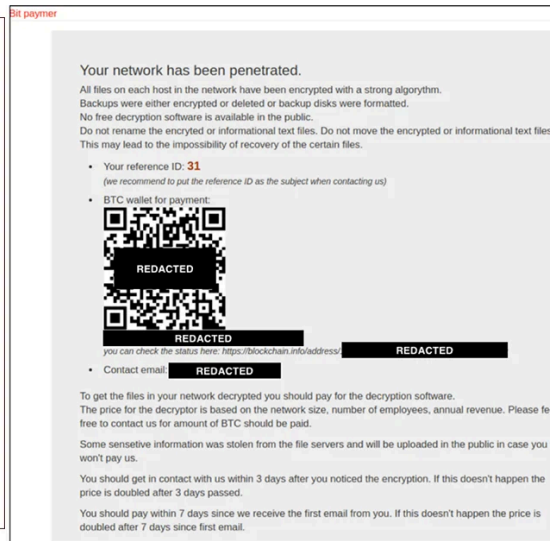 Bit paymer
Your network has been penetrated.
All files on each host in the network have been encrypted with a strong algorythm.
Backups were either encrypted or deleted or backup disks were formatted.
No free decryption software is available in the public.
Do not rename the encryted or informational text files. Do not move the encrypted or informational text files
This may lead to the impossibility of recovery of the certain files.
• Your reference ID: 31
(we recommend to put the reference ID as the subject when contacting us)
• BTC wallet for payment:
REDACTED
REDACTED
you can check the status here: https://blockchain.info/address/ REDACTED
• Contact email: REDACTED
To get the files in your network decrypted you should pay for the decryption software.
The price for the decryptor is based on the network size, number of employees, annual revenue. Please fe
free to contact us for amount of BTC should be paid.
Some sensetive information was stolen from the file servers and will be uploaded in the public in case you
won't pay us.
You should get in contact with us within 3 days after you noticed the encryption. If this doesn't happen the
price is doubled after 3 days passed.
You should pay within 7 days since we receive the first email from you. If this doesn't happen the price is
doubled after 7 days since first email.